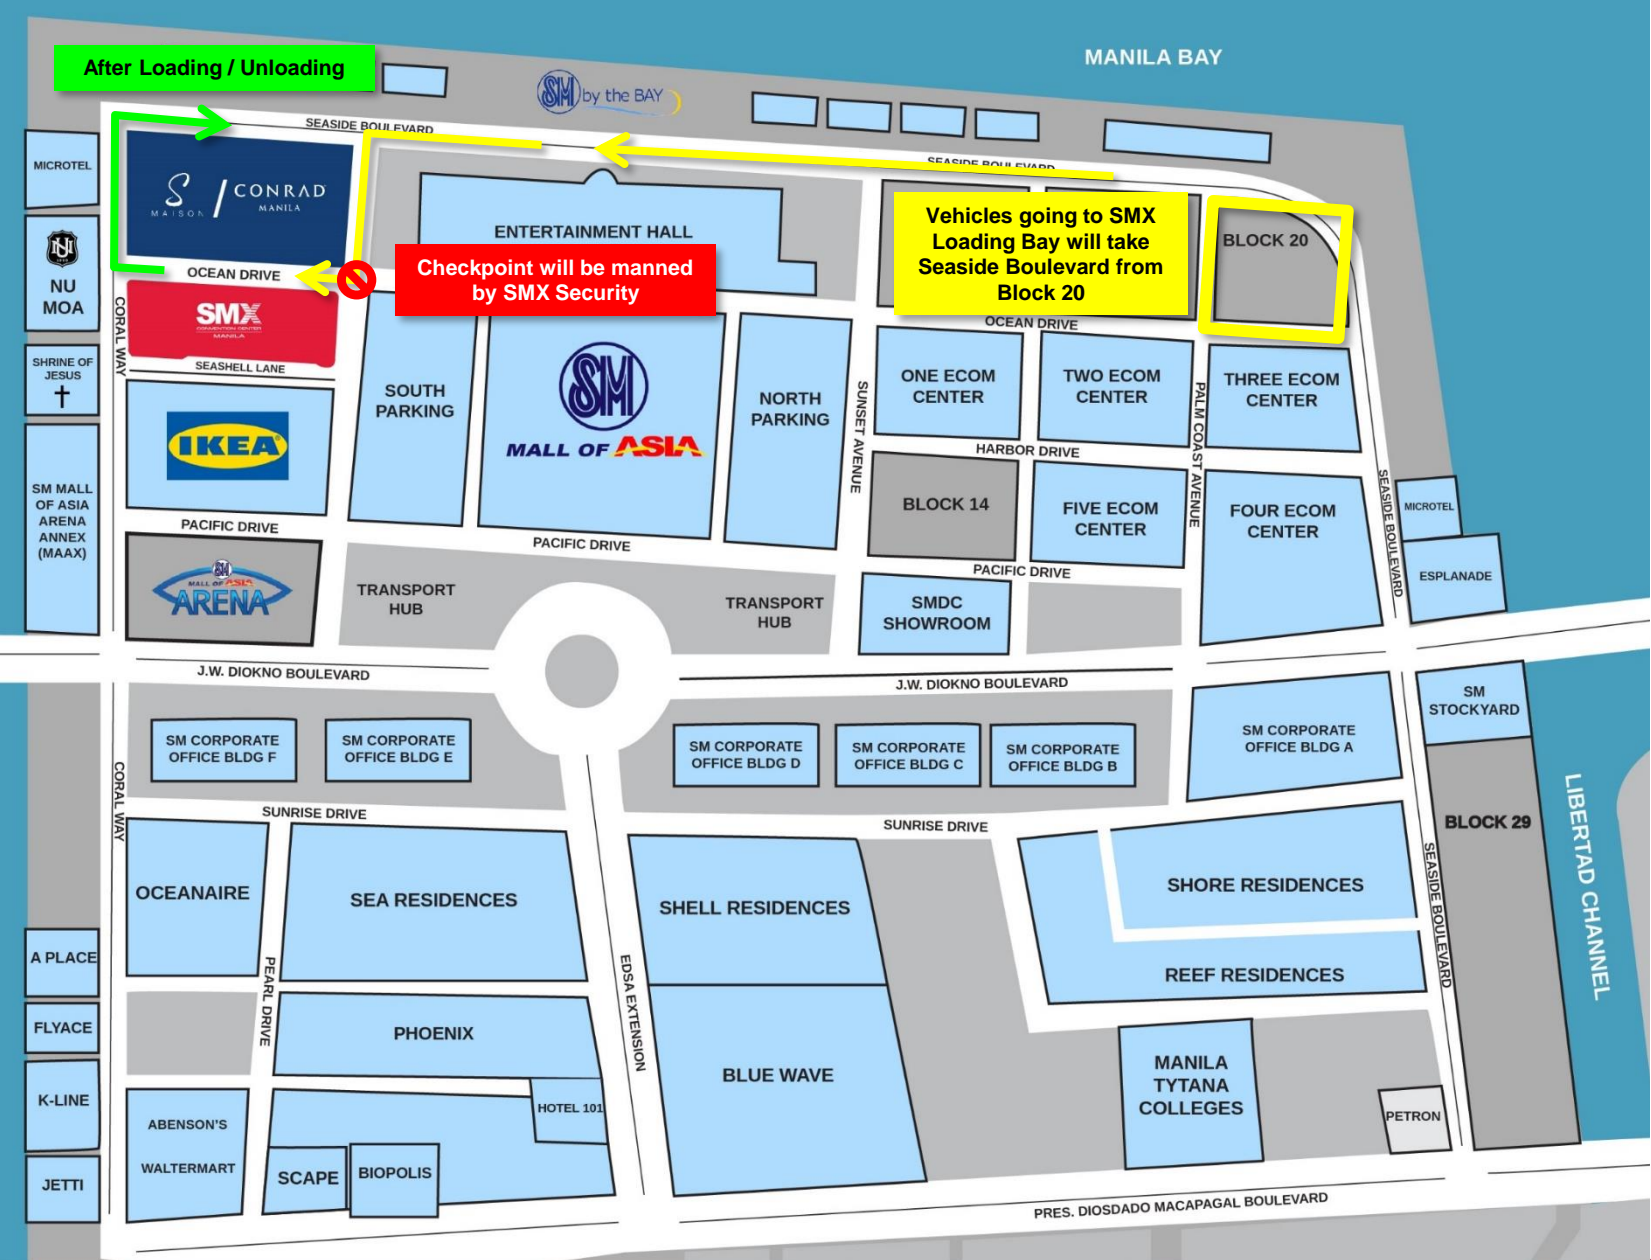 MANILA BAY
After Loading / Unloading
SM by the BAY
SEASIDE BOULEVARD
SEASIDE BOULEVARD
MICROTEL
S
MAISON
CONRAD
MANILA
Vehicles going to SMX
Loading Bay will take
Seaside Boulevard from
Block 20
BLOCK 20
ENTERTAINMENT HALL
Checkpoint will be manned
by SMX Security
OCEAN DRIVE
NU
MOA
CORAL WAY
SMX
CONVENTION CENTER
MANILA
OCEAN DRIVE
SHRINE OF
JESUS
SEASHELL LANE
SOUTH
PARKING
SM
MALL OF ASIA
NORTH
PARKING
SUNSET AVENUE
ONE ECOM
CENTER
TWO ECOM
CENTER
PALM COAST AVENUE
THREE ECOM
CENTER
IKEA
HARBOR DRIVE
SM MALL
OF ASIA
ARENA
ANNEX
(MAAX)
BLOCK 14
FIVE ECOM
CENTER
FOUR ECOM
CENTER
SEASIDE BOULEVARD
MICROTEL
ESPLANADE
PACIFIC DRIVE
PACIFIC DRIVE
PACIFIC DRIVE
SM
MALL OF ASIA
ARENA
TRANSPORT
HUB
TRANSPORT
HUB
SMDC
SHOWROOM
J.W. DIOKNO BOULEVARD
J.W. DIOKNO BOULEVARD
SM
STOCKYARD
SM CORPORATE
OFFICE BLDG F
SM CORPORATE
OFFICE BLDG E
SM CORPORATE
OFFICE BLDG D
SM CORPORATE
OFFICE BLDG C
SM CORPORATE
OFFICE BLDG B
SM CORPORATE
OFFICE BLDG A
CORAL WAY
SUNRISE DRIVE
SUNRISE DRIVE
BLOCK 29
LIBERTAD CHANNEL
OCEANAIRE
SEA RESIDENCES
SHELL RESIDENCES
SHORE RESIDENCES
SEASIDE BOULEVARD
A PLACE
PEARL DRIVE
EDSA EXTENSION
REEF RESIDENCES
FLYACE
PHOENIX
K-LINE
BLUE WAVE
MANILA
TYTANA
COLLEGES
HOTEL 101
PETRON
ABENSON'S
WALTERMART
JETTI
SCAPE
BIOPOLIS
PRES. DIOSDADO MACAPAGAL BOULEVARD